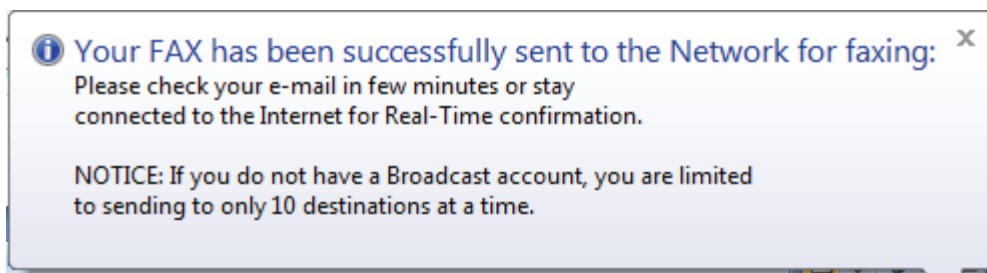 Your FAX has been successfully sent to the Network for faxing:
Please check your e-mail in few minutes or stay
connected to the Internet for Real-Time confirmation.
NOTICE: If you do not have a Broadcast account, you are limited
to sending to only 10 destinations at a time.